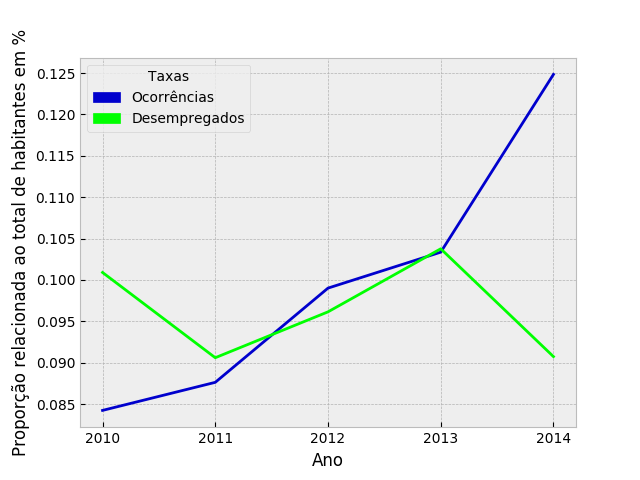 Proporção relacionada ao total de habitantes em %
0.125
0.120
0.115
0.110
0.105
0.100
0.095
0.090
0.085
Taxas
Ocorrências
Desempregados
2010 2011 2012 2013 2014
Ano